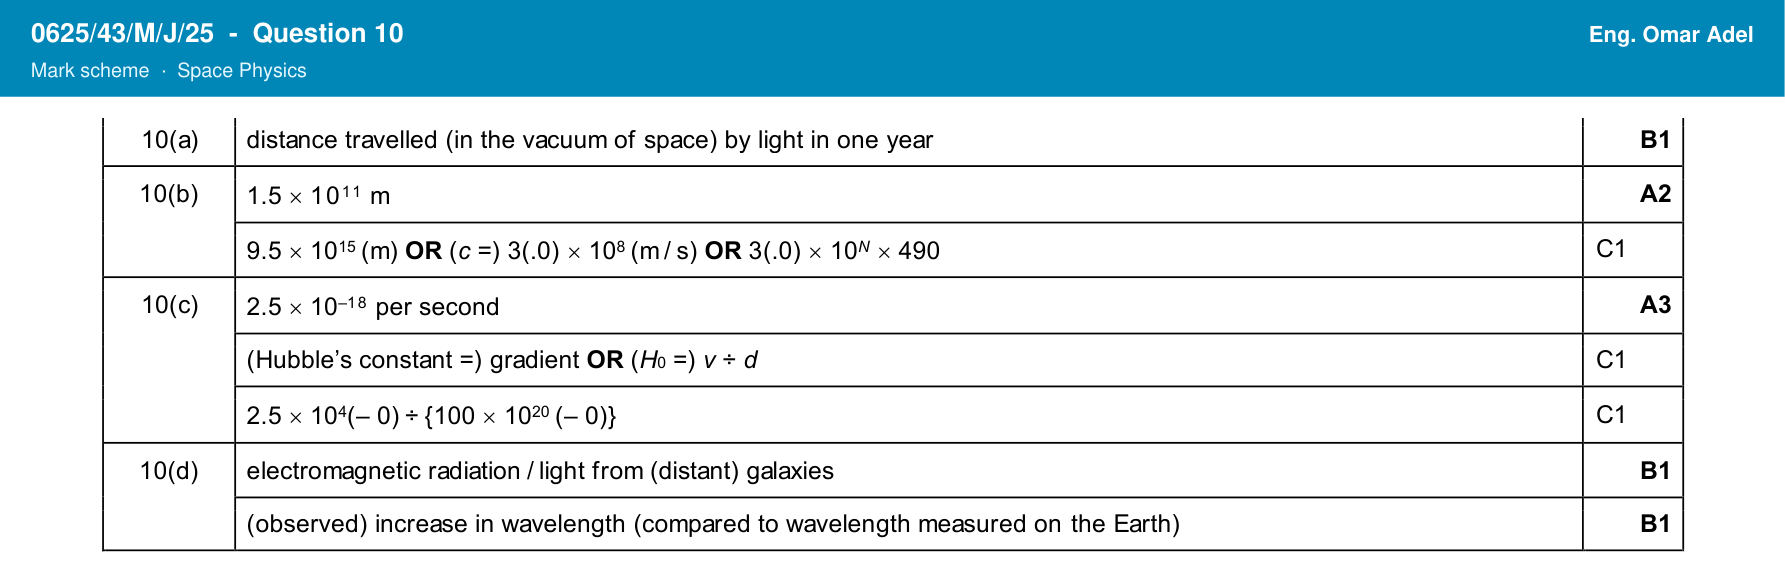 0625/43/M/J/25 - Question 10
Eng. Omar Adel
Mark scheme · Space Physics
10(a) distance travelled (in the vacuum of space) by light in one year B1
10(b) 1.5 × 10¹¹ m A2
9.5 × 10¹⁵ (m) OR (c =) 3(.0) × 10⁸ (m / s) OR 3(.0) × 10ᴺ × 490 C1
10(c) 2.5 × 10⁻¹⁸ per second A3
(Hubble’s constant =) gradient OR (H₀ =) v ÷ d C1
2.5 × 10⁴(– 0) ÷ {100 × 10²⁰ (– 0)} C1
10(d) electromagnetic radiation / light from (distant) galaxies B1
(observed) increase in wavelength (compared to wavelength measured on the Earth) B1